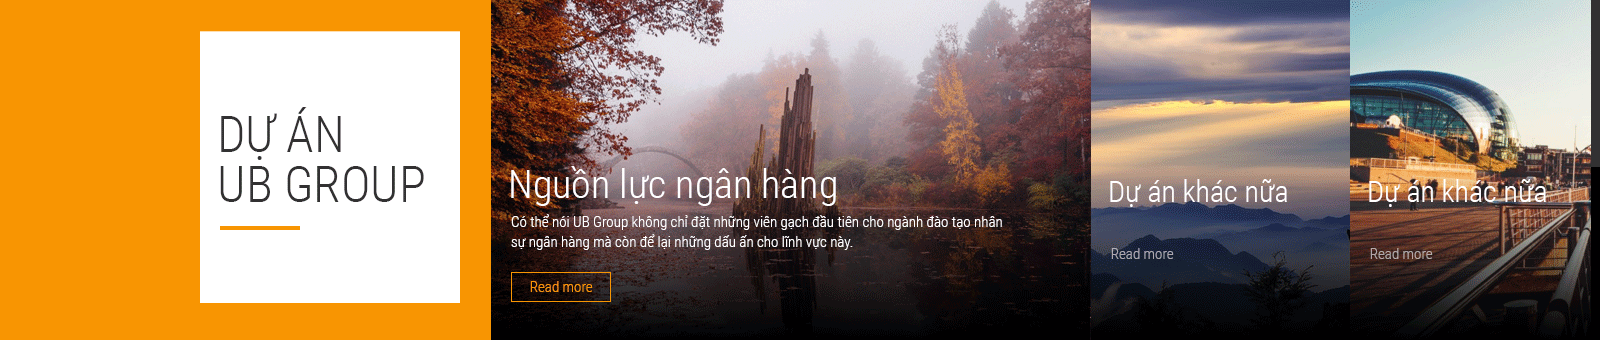 DỰ ÁN
UB GROUP
Nguồn lực ngân hàng
Có thể nói UB Group không chỉ đặt những viên gạch đầu tiên cho ngành đào tạo nhân
sự ngân hàng mà còn để lại những dấu ấn cho lĩnh vực này.
Read more
Dự án khác nữa
Read more
Dự án khác nữa
Read more